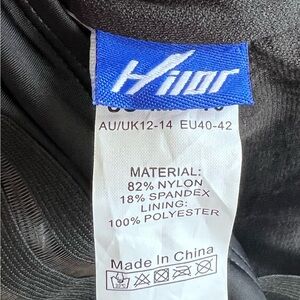 Hilor
AU/UK12-14 EU40-42
MATERIAL:
82% NYLON
18% SPANDEX
LINING:
100% POLYESTER
Made In China